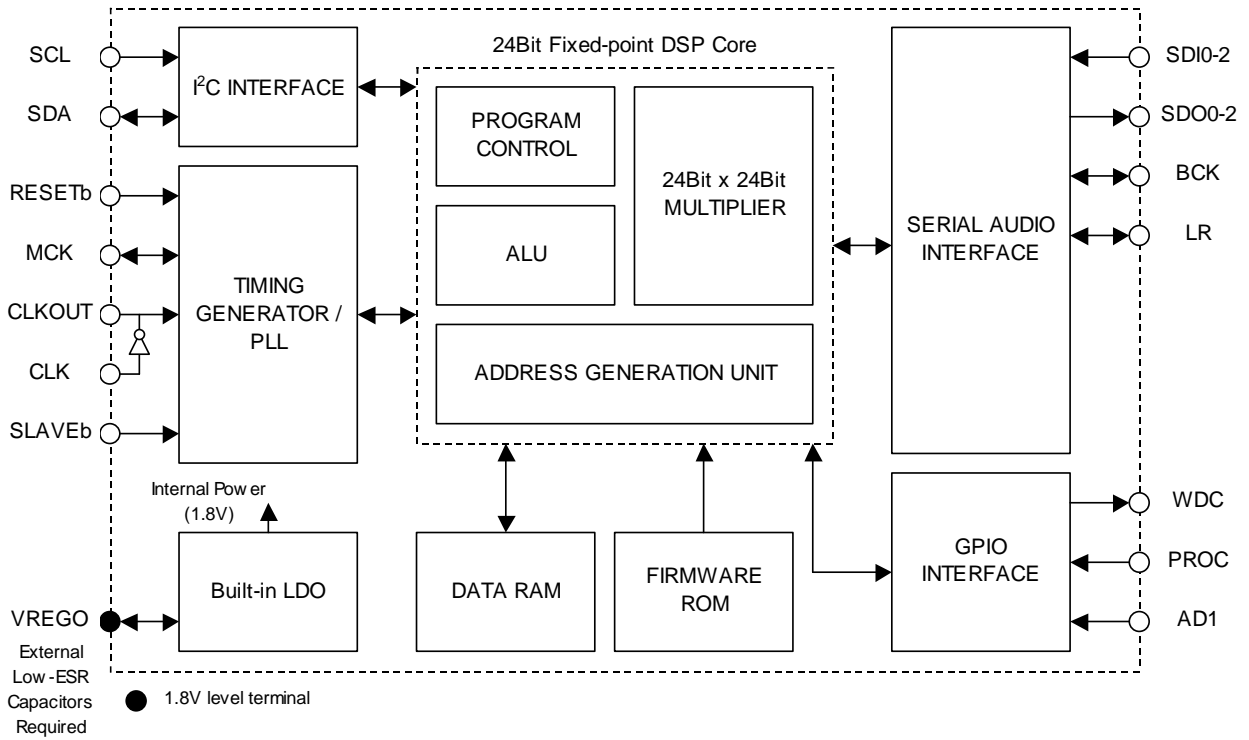 SCL
SDA
RESETb
MCK
CLKOUT
CLK
SLAVEb
VREGO
External
Low-ESR
Capacitors
Required
I²C INTERFACE
TIMING
GENERATOR /
PLL
Internal Power
(1.8V)
Built-in LDO
1.8V level terminal
24Bit Fixed-point DSP Core
PROGRAM
CONTROL
ALU
24Bit x 24Bit
MULTIPLIER
ADDRESS GENERATION UNIT
DATA RAM
FIRMWARE
ROM
SERIAL AUDIO
INTERFACE
GPIO
INTERFACE
SDI0-2
SDO0-2
BCK
LR
WDC
PROC
AD1